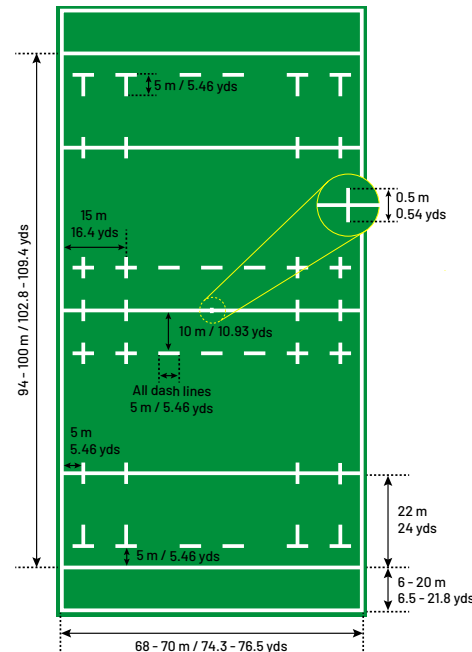 5 m / 5.46 yds
0.5 m
0.54 yds
15 m
16.4 yds
94 - 100 m / 102.8 - 109.4 yds
10 m / 10.93 yds
All dash lines
5 m / 5.46 yds
5 m
5.46 yds
22 m
24 yds
5 m / 5.46 yds
6 - 20 m
6.5 - 21.8 yds
68 - 70 m / 74.3 - 76.5 yds